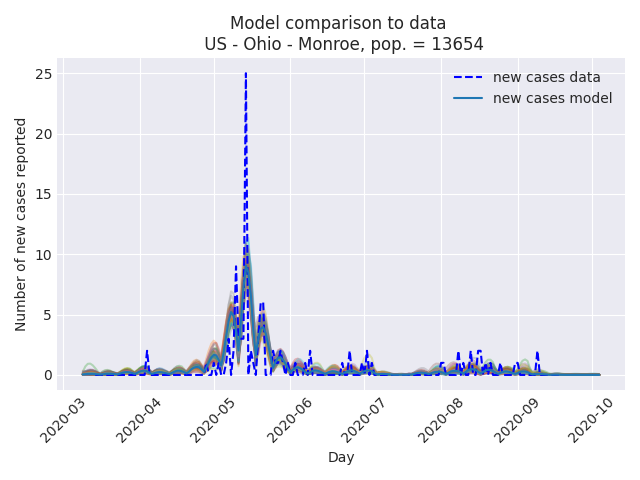 Model comparison to data
US - Ohio - Monroe, pop. = 13654
new cases data
new cases model
Number of new cases reported
25
20
15
10
5
0
2020-03
2020-04
2020-05
2020-06
2020-07
2020-08
2020-09
2020-10
Day